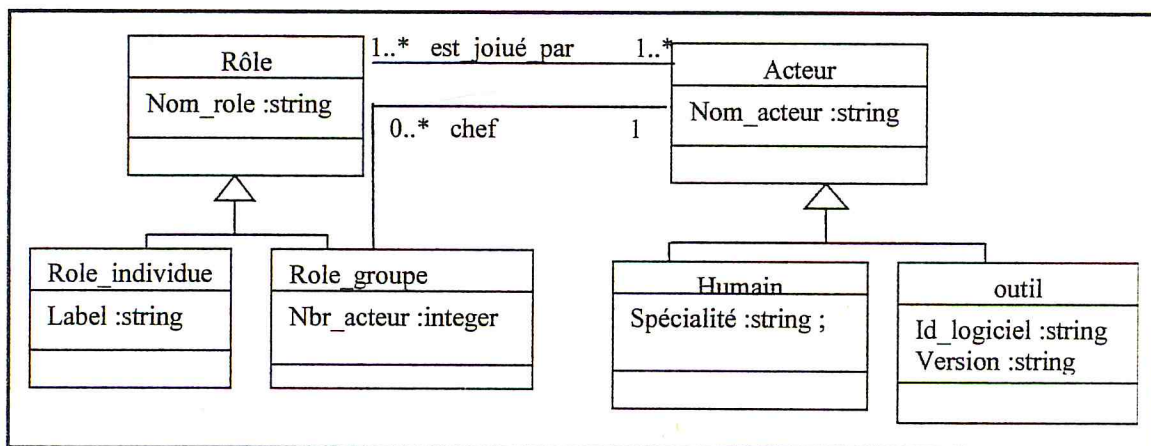 1..* est_joiué_par 1..*
Rôle
Nom_role :string
Acteur
Nom_acteur :string
0..* chef 1
Role_individue
Label :string
Role_groupe
Nbr_acteur :integer
Humain
Spécialité :string ;
outil
Id_logiciel :string
Version :string